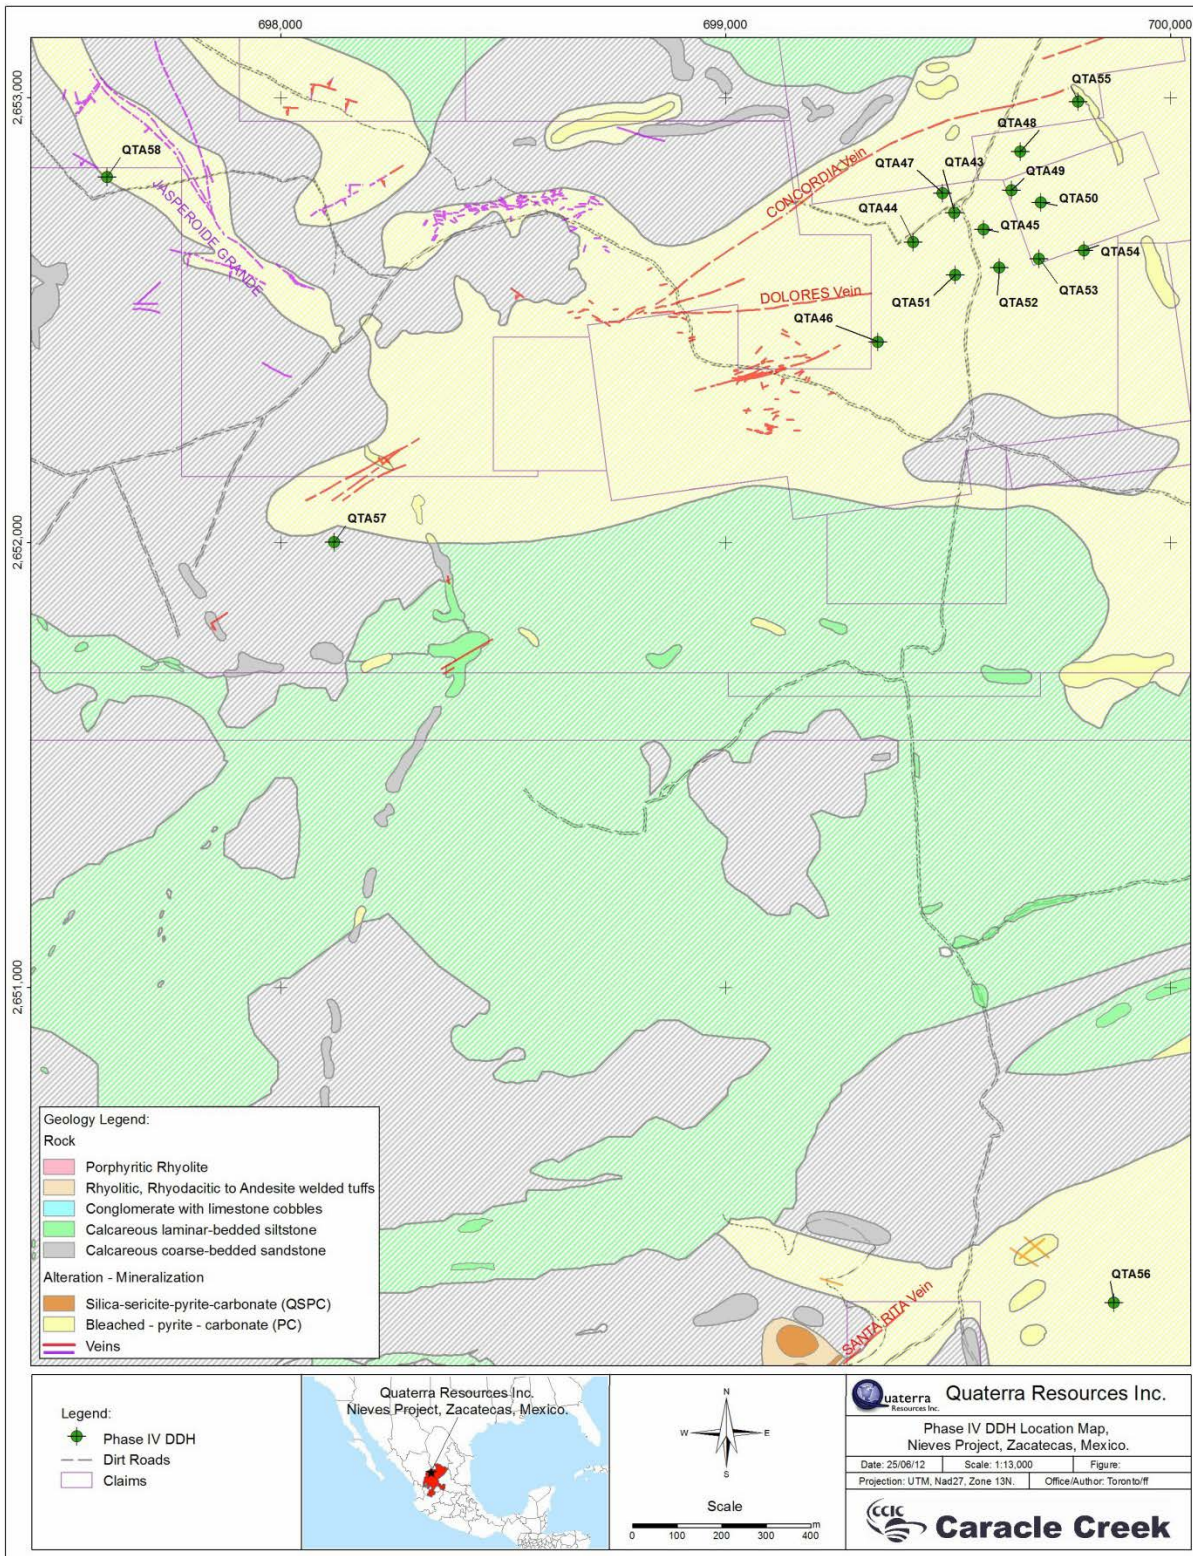 698,000
699,000
700,000
2,653,000
2,652,000
2,651,000
QTA55
QTA48
QTA58
QTA47
QTA43
QTA49
QTA50
QTA44
QTA45
QTA54
QTA53
QTA51
QTA52
QTA46
CONCORDIA Vein
JASPEROIDE GRANDE
DOLORES Vein
QTA57
QTA56
SANTA RITA Vein
Geology Legend:
Rock
Porphyritic Rhyolite
Rhyolitic, Rhyodacitic to Andesite welded tuffs
Conglomerate with limestone cobbles
Calcareous laminar-bedded siltstone
Calcareous coarse-bedded sandstone
Alteration - Mineralization
Silica-sericite-pyrite-carbonate (QSPC)
Bleached - pyrite - carbonate (PC)
Veins
Legend:
Phase IV DDH
Dirt Roads
Claims
Quaterra Resources Inc.
Nieves Project, Zacatecas, Mexico.
N
W E
S
Scale
m
0 100 200 300 400
Quaterra
Resources Inc.
Quaterra Resources Inc.
Phase IV DDH Location Map,
Nieves Project, Zacatecas, Mexico.
Date: 25/06/12 Scale: 1:13,000 Figure:
Projection: UTM, Nad27, Zone 13N. Office/Author: Toronto/ff
CCIC
Caracle Creek